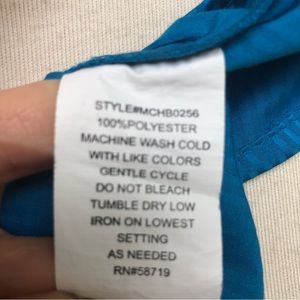 STYLE#MCHB0256
100%POLYESTER
MACHINE WASH COLD
WITH LIKE COLORS
GENTLE CYCLE
DO NOT BLEACH
TUMBLE DRY LOW
IRON ON LOWEST
SETTING
AS NEEDED
RN#58719